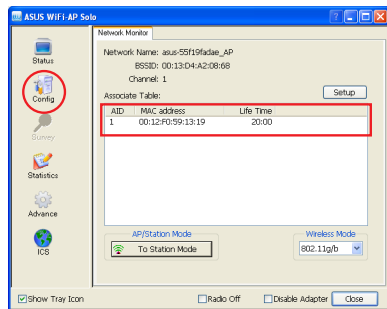 ASUS WiFi-AP Solo
Network Monitor
Status
Config
Survey
Statistics
Advance
ICS
Network Name: asus-55f19fadae_AP
BSSID: 00:13:D4:A2:08:68
Channel: 1
Associate Table:
Setup
AID MAC address Life Time
1 00:12:F0:59:13:19 20:00
AP/Station Mode
To Station Mode
Wireless Mode
802.11g/b
Show Tray Icon
Radio Off
Disable Adapter
Close